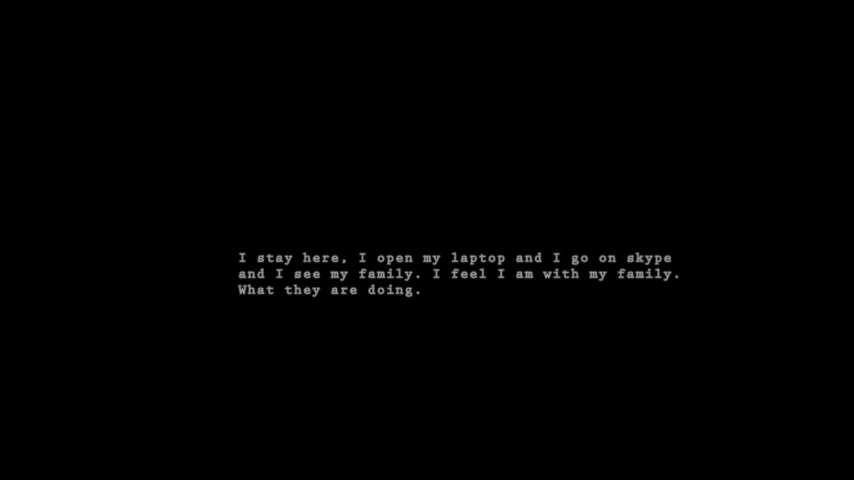 I stay here, I open my laptop and I go on skype
and I see my family. I feel I am with my family.
What they are doing.